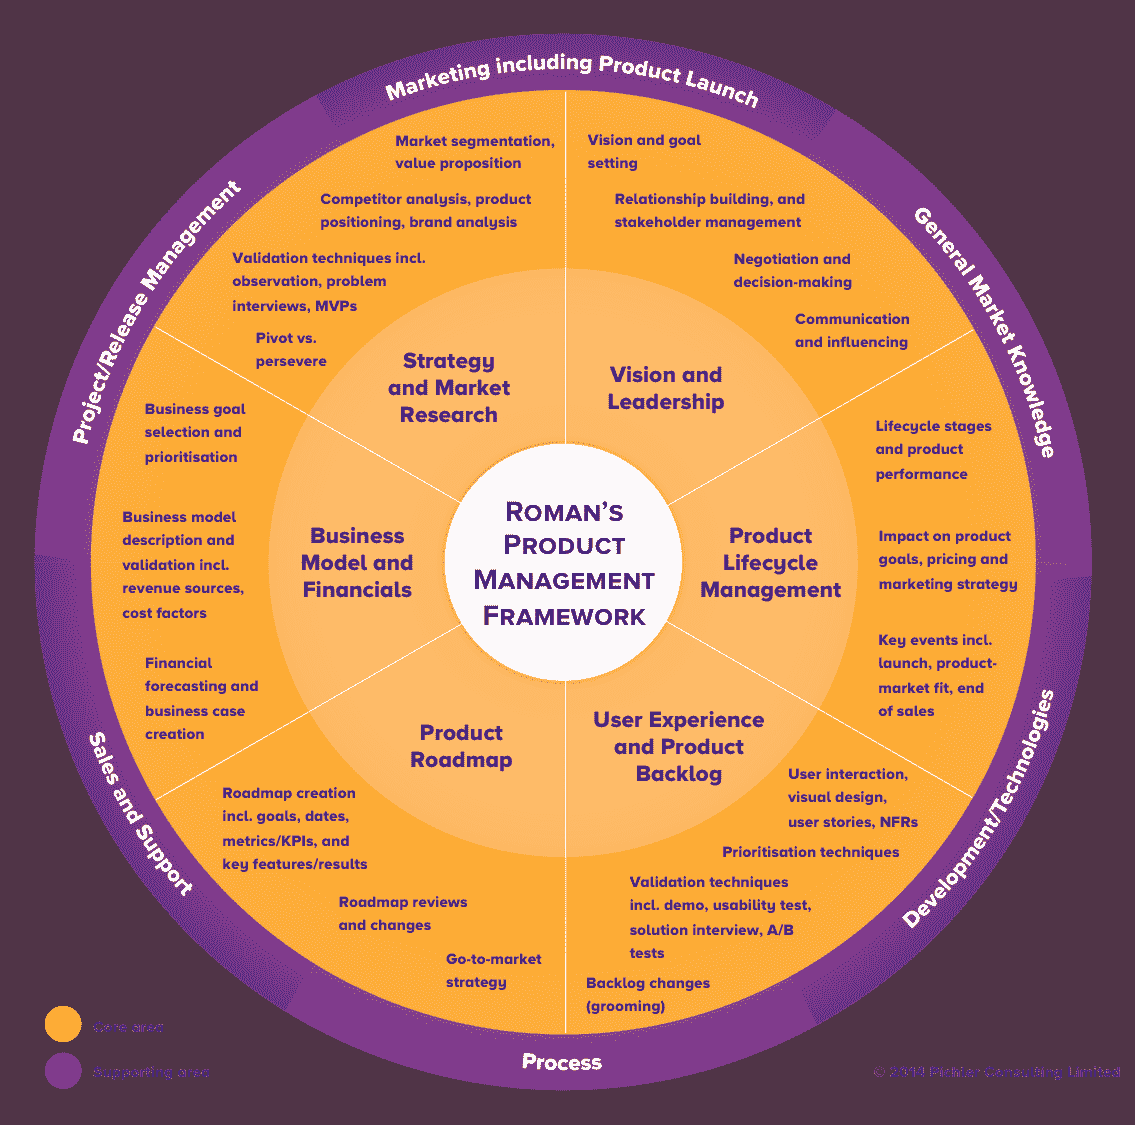 Marketing including Product Launch
General Market Knowledge
Development/Technologies
Process
Sales and Support
Project/Release Management
Market segmentation,
value proposition
Competitor analysis, product
positioning, brand analysis
Validation techniques incl.
observation, problem
interviews, MVPs
Pivot vs.
persevere
Strategy
and Market
Research
Vision and goal
setting
Relationship building, and
stakeholder management
Negotiation and
decision-making
Communication
and influencing
Vision and
Leadership
Business goal
selection and
prioritisation
Business model
description and
validation incl.
revenue sources,
cost factors
Financial
forecasting and
business case
creation
Business
Model and
Financials
ROMAN'S
PRODUCT
MANAGEMENT
FRAMEWORK
Product
Lifecycle
Management
Lifecycle stages
and product
performance
Impact on product
goals, pricing and
marketing strategy
Key events incl.
launch, product-
market fit, end
of sales
Product
Roadmap
Roadmap creation
incl. goals, dates,
metrics/KPIs, and
key features/results
Roadmap reviews
and changes
Go-to-market
strategy
User Experience
and Product
Backlog
User interaction,
visual design,
user stories, NFRs
Prioritisation techniques
Validation techniques
incl. demo, usability test,
solution interview, A/B
tests
Backlog changes
(grooming)
Core area
Supporting area
Consulting Limited